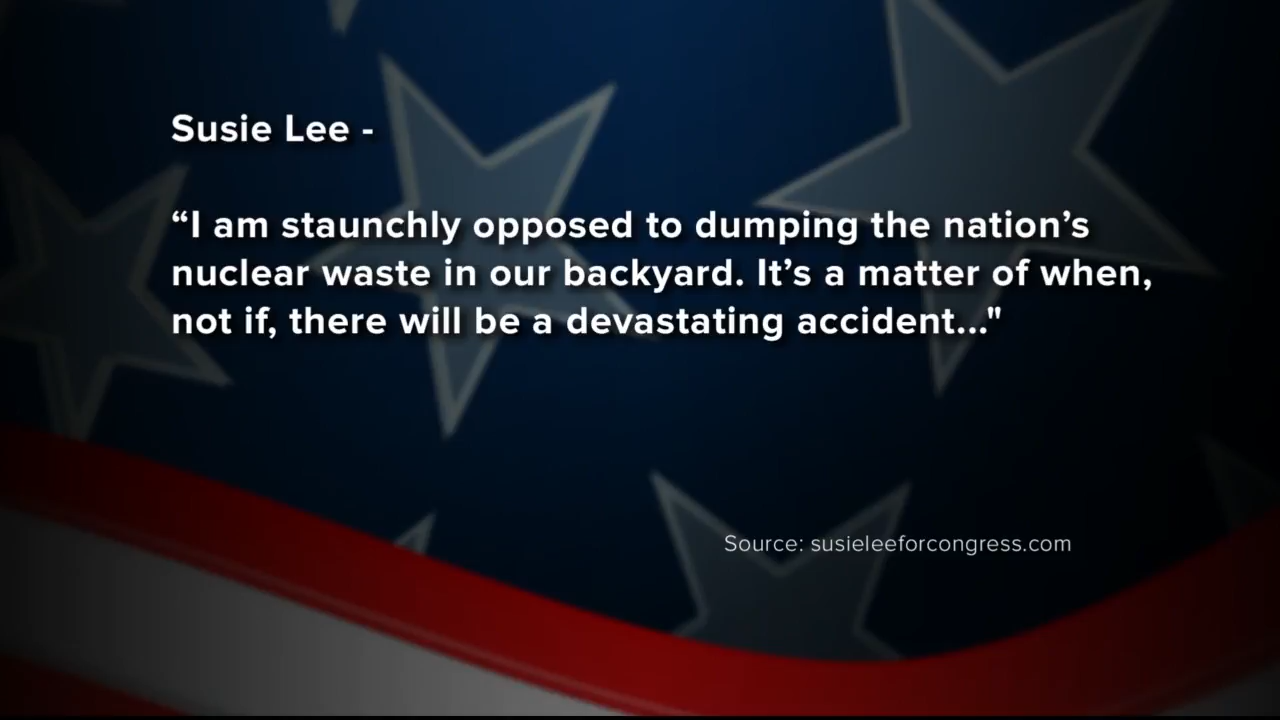 Susie Lee -
“I am staunchly opposed to dumping the nation’s
nuclear waste in our backyard. It’s a matter of when,
not if, there will be a devastating accident..."
Source: susieleeforcongress.com